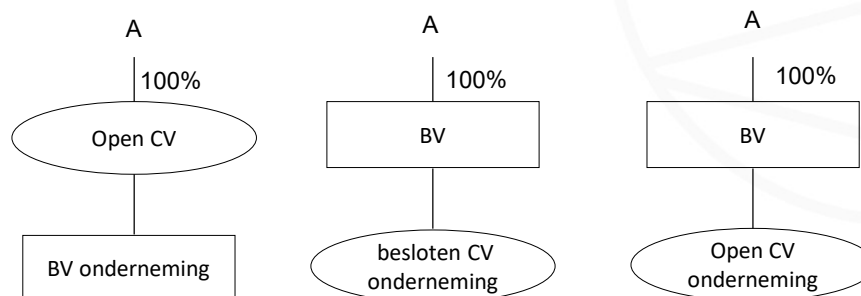 A
100%
Open CV
BV onderneming
A
100%
BV
besloten CV
onderneming
A
100%
BV
Open CV
onderneming